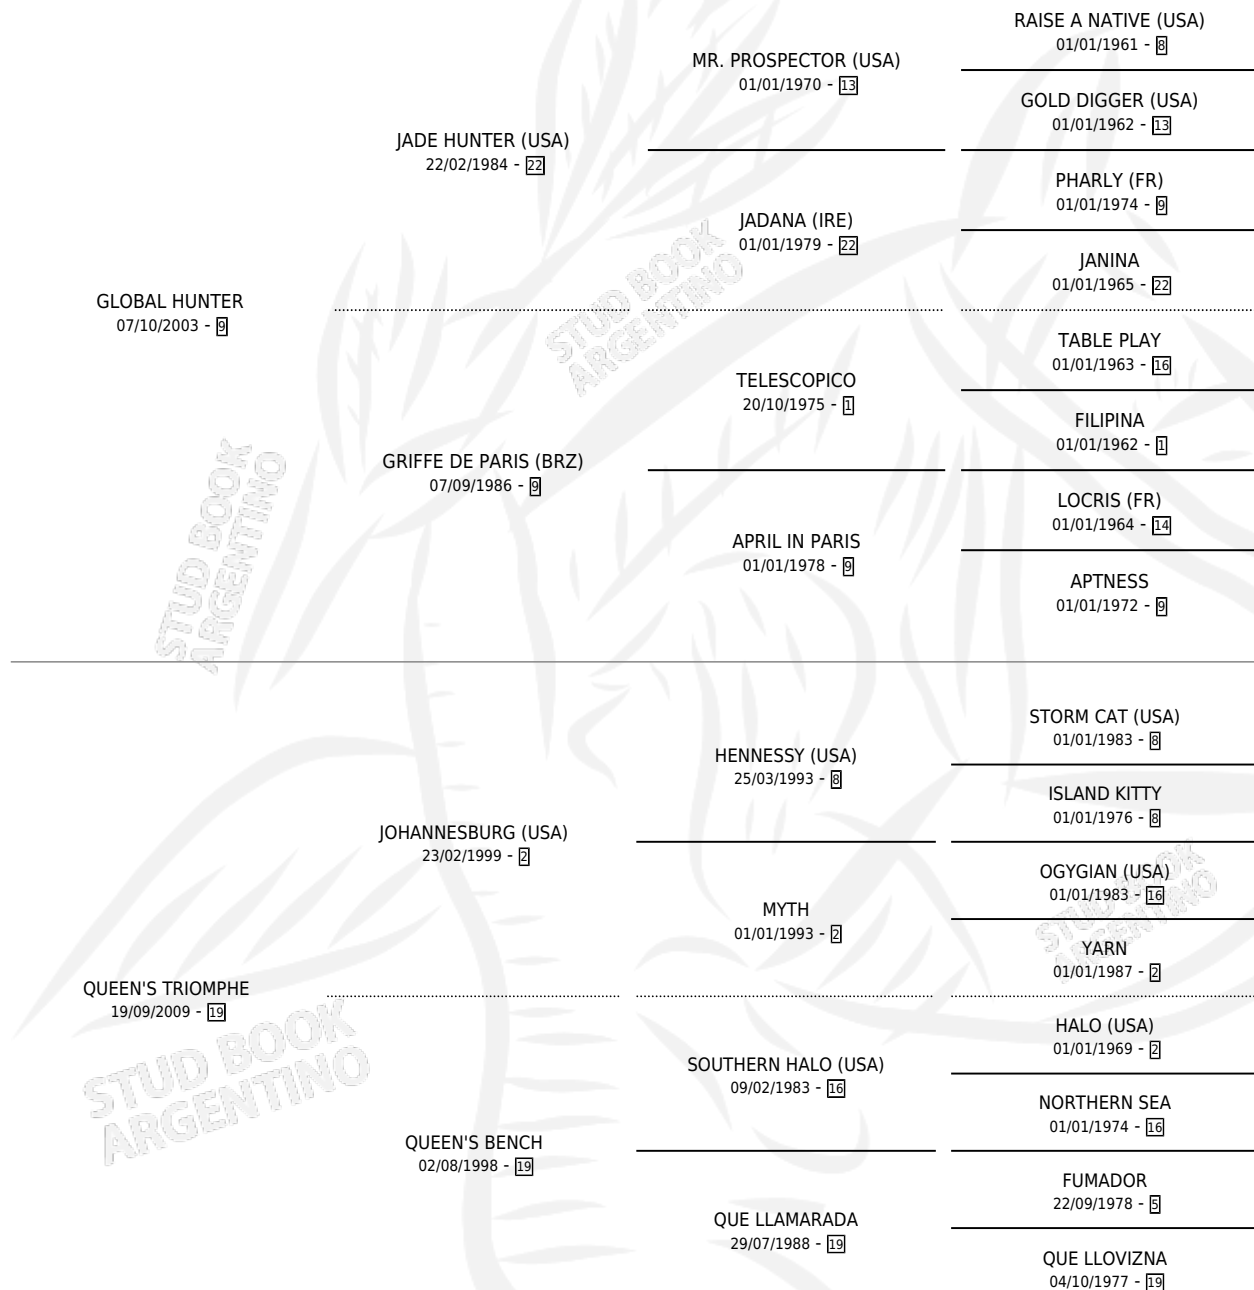 RAISE A NATIVE (USA)
01/01/1961 - 8
MR. PROSPECTOR (USA)
01/01/1970 - 13
GOLD DIGGER (USA)
01/01/1962 - 13
JADE HUNTER (USA)
22/02/1984 - 22
PHARLY (FR)
01/01/1974 - 9
JADANA (IRE)
01/01/1979 - 22
JANINA
01/01/1965 - 22
GLOBAL HUNTER
07/10/2003 - 9
TABLE PLAY
01/01/1963 - 16
TELESCOPICO
20/10/1975 - 1
FILIPINA
01/01/1962 - 1
GRIFFE DE PARIS (BRZ)
07/09/1986 - 9
LOCRIS (FR)
01/01/1964 - 14
APRIL IN PARIS
01/01/1978 - 9
APTNESS
01/01/1972 - 9
STORM CAT (USA)
01/01/1983 - 8
HENNESSY (USA)
25/03/1993 - 8
ISLAND KITTY
01/01/1976 - 8
JOHANNESBURG (USA)
23/02/1999 - 2
OGYGIAN (USA)
01/01/1983 - 16
MYTH
01/01/1993 - 2
YARN
01/01/1987 - 2
QUEEN'S TRIOMPHE
19/09/2009 - 19
HALO (USA)
01/01/1969 - 2
SOUTHERN HALO (USA)
09/02/1983 - 16
NORTHERN SEA
01/01/1974 - 16
QUEEN'S BENCH
02/08/1998 - 19
FUMADOR
22/09/1978 - 5
QUE LLAMARADA
29/07/1988 - 19
QUE LLOVIZNA
04/10/1977 - 19
STUD BOOK
ARGENTINO
STUD BOOK
ARGENTINO
STUD BOOK
ARGENTINO
STUD BOOK
ARGENTINO